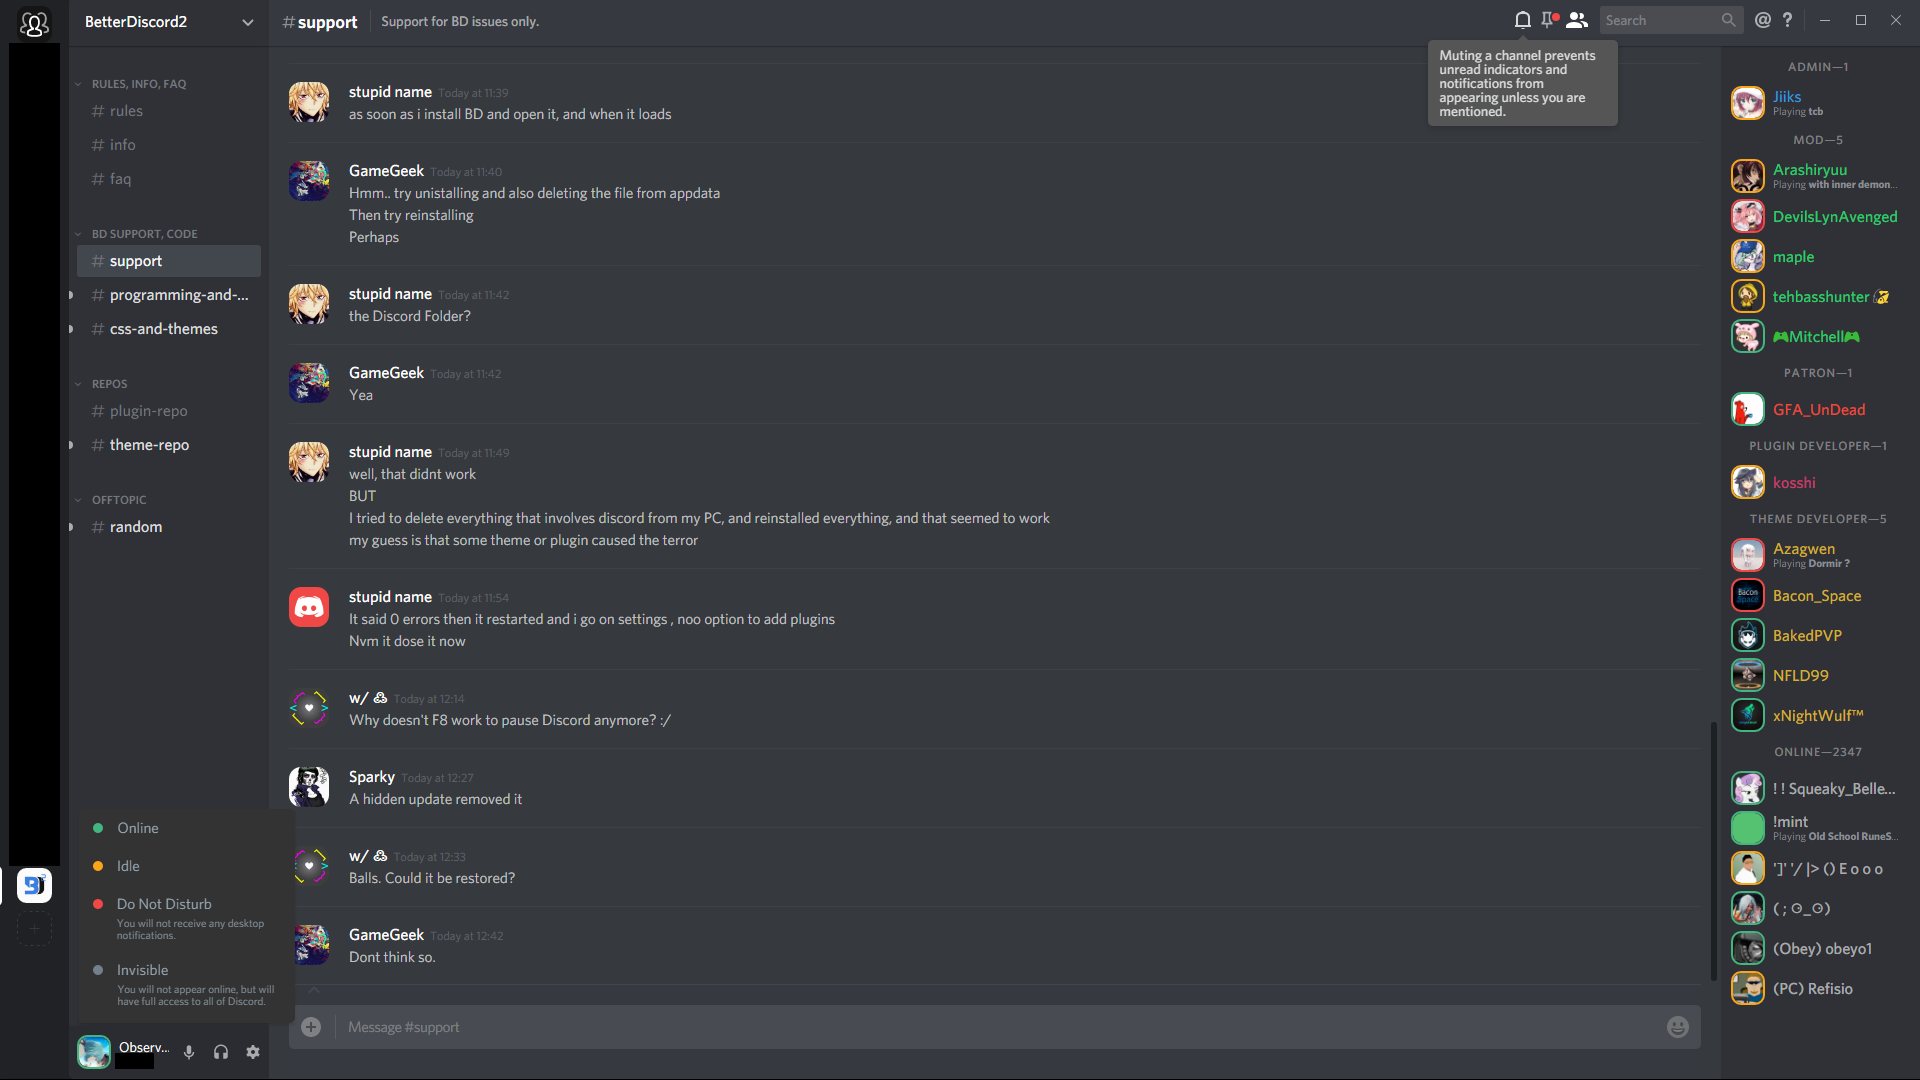 BetterDiscord2
RULES, INFO, FAQ
# rules
# info
# faq
BD SUPPORT, CODE
# support
# programming-and-...
# css-and-themes
REPOS
# plugin-repo
# theme-repo
OFFTOPIC
# random
Online
Idle
Do Not Disturb
You will not receive any desktop
notifications.
Invisible
You will not appear online, but will
have full access to all of Discord.
Observ...
#support
Support for BD issues only.
Search
@ ?
Muting a channel prevents
unread indicators and
notifications from
appearing unless you are
mentioned.
stupid name Today at 11:39
as soon as i install BD and open it, and when it loads
GameGeek Today at 11:40
Hmm.. try unistalling and also deleting the file from appdata
Then try reinstalling
Perhaps
stupid name Today at 11:42
the Discord Folder?
GameGeek Today at 11:42
Yea
stupid name Today at 11:49
well, that didnt work
BUT
I tried to delete everything that involves discord from my PC, and reinstalled everything, and that seemed to work
my guess is that some theme or plugin caused the terror
stupid name Today at 11:54
It said 0 errors then it restarted and i go on settings , noo option to add plugins
Nvm it dose it now
w/ Today at 12:14
Why doesn't F8 work to pause Discord anymore? :/
Sparky Today at 12:27
A hidden update removed it
w/ Today at 12:33
Balls. Could it be restored?
GameGeek Today at 12:42
Dont think so.
Message #support
ADMIN—1
Jiiks
Playing tcb
MOD—5
Arashiryuu
Playing with inner demon...
DevilsLynAvenged
maple
tehbasshunter
🎮Mitchell🎮
PATRON—1
GFA_UnDead
PLUGIN DEVELOPER—1
kosshi
THEME DEVELOPER—5
Azagwen
Playing Dormir ?
Bacon_Space
BakedPVP
NFLD99
xNightWulf™
ONLINE—2347
! ! Squeaky_Belle...
!mint
Playing Old School RuneS...
']' '/ |> () E o o o
( ; ʘ_ʘ)
(Obey) obeyo1
(PC) Refisio